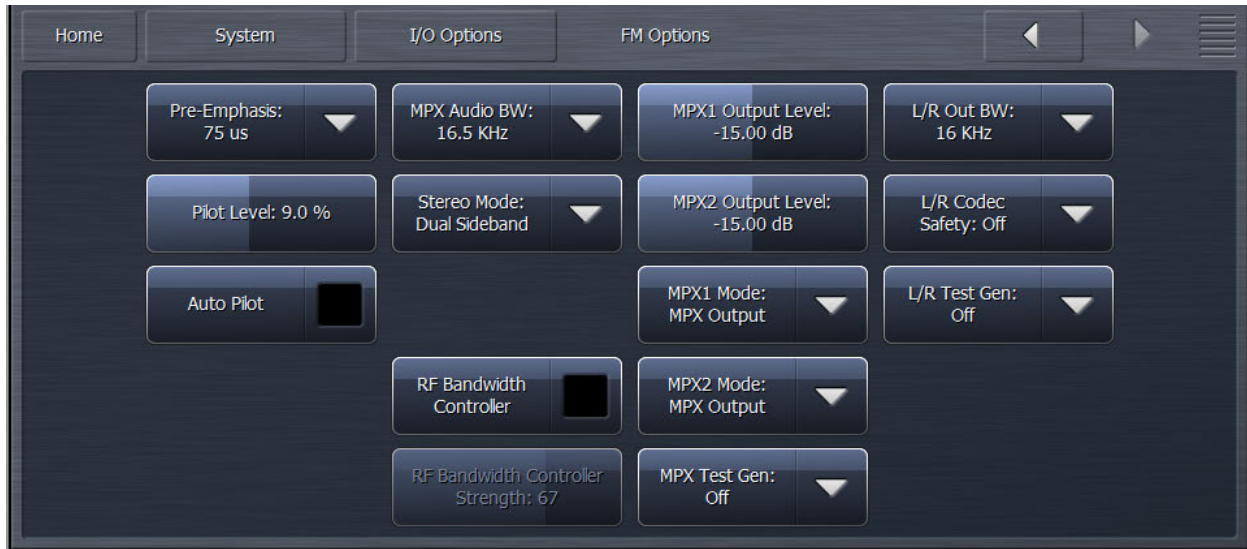 Home
System
I/O Options
FM Options
Pre-Emphasis:
75 us
MPX Audio BW:
16.5 KHz
MPX1 Output Level:
-15.00 dB
L/R Out BW:
16 KHz
Pilot Level: 9.0 %
Stereo Mode:
Dual Sideband
MPX2 Output Level:
-15.00 dB
L/R Codec
Safety: Off
Auto Pilot
MPX1 Mode:
MPX Output
L/R Test Gen:
Off
RF Bandwidth
Controller
MPX2 Mode:
MPX Output
RF Bandwidth Controller
Strength: 67
MPX Test Gen:
Off